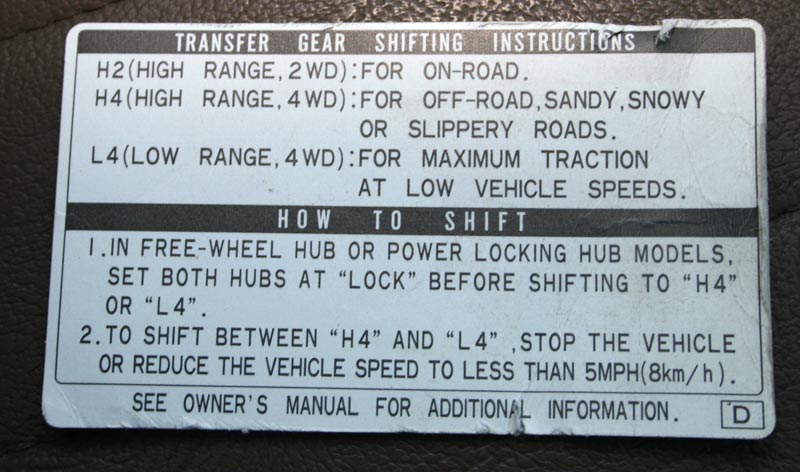 TRANSFER GEAR SHIFTING INSTRUCTIONS
H2(HIGH RANGE, 2WD):FOR ON-ROAD.
H4(HIGH RANGE, 4WD):FOR OFF-ROAD,SANDY,SNOWY
OR SLIPPERY ROADS.
L4(LOW RANGE, 4WD):FOR MAXIMUM TRACTION
AT LOW VEHICLE SPEEDS.
HOW TO SHIFT
1.IN FREE-WHEEL HUB OR POWER LOCKING HUB MODELS,
SET BOTH HUBS AT “LOCK” BEFORE SHIFTING TO “H4”
OR “L4”.
2.TO SHIFT BETWEEN “H4” AND “L4” ,STOP THE VEHICLE
OR REDUCE THE VEHICLE SPEED TO LESS THAN 5MPH(8km/h).
SEE OWNER'S MANUAL FOR ADDITIONAL INFORMATION. D